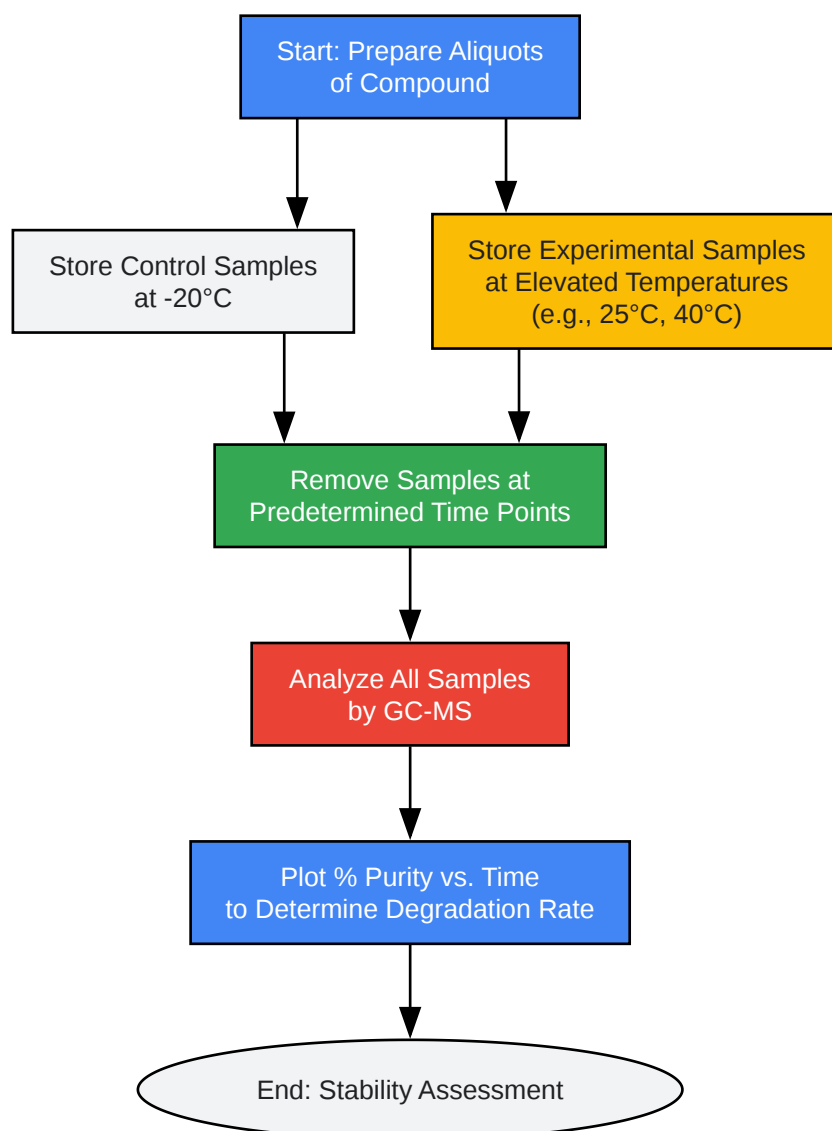 Start: Prepare Aliquots
of Compound
Store Control Samples
at -20°C
Store Experimental Samples
at Elevated Temperatures
(e.g., 25°C, 40°C)
Remove Samples at
Predetermined Time Points
Analyze All Samples
by GC-MS
Plot % Purity vs. Time
to Determine Degradation Rate
End: Stability Assessment